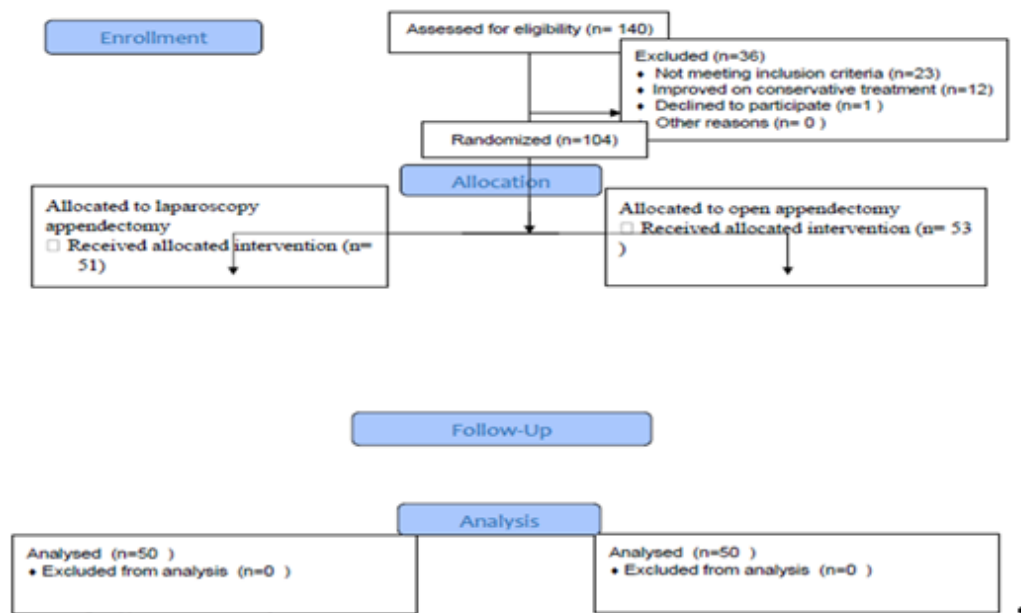 Enrollment
Assessed for eligibility (n= 140)
Excluded (n=36)
♦ Not meeting inclusion criteria (n=23)
♦ Improved on conservative treatment (n=12)
♦ Declined to participate (n=1 )
Other reasons (n= 0 )
Randomized (n=104)
Allocation
Allocated to laparoscopy
appendectomy
□ Received allocated intervention (n=
51)
Allocated to open appendectomy
□ Received allocated intervention (n= 53
)
Follow-Up
Analysis
Analysed (n=50 )
♦ Excluded from analysis (n=0 )
Analysed (n=50 )
♦ Excluded from analysis (n=0 )